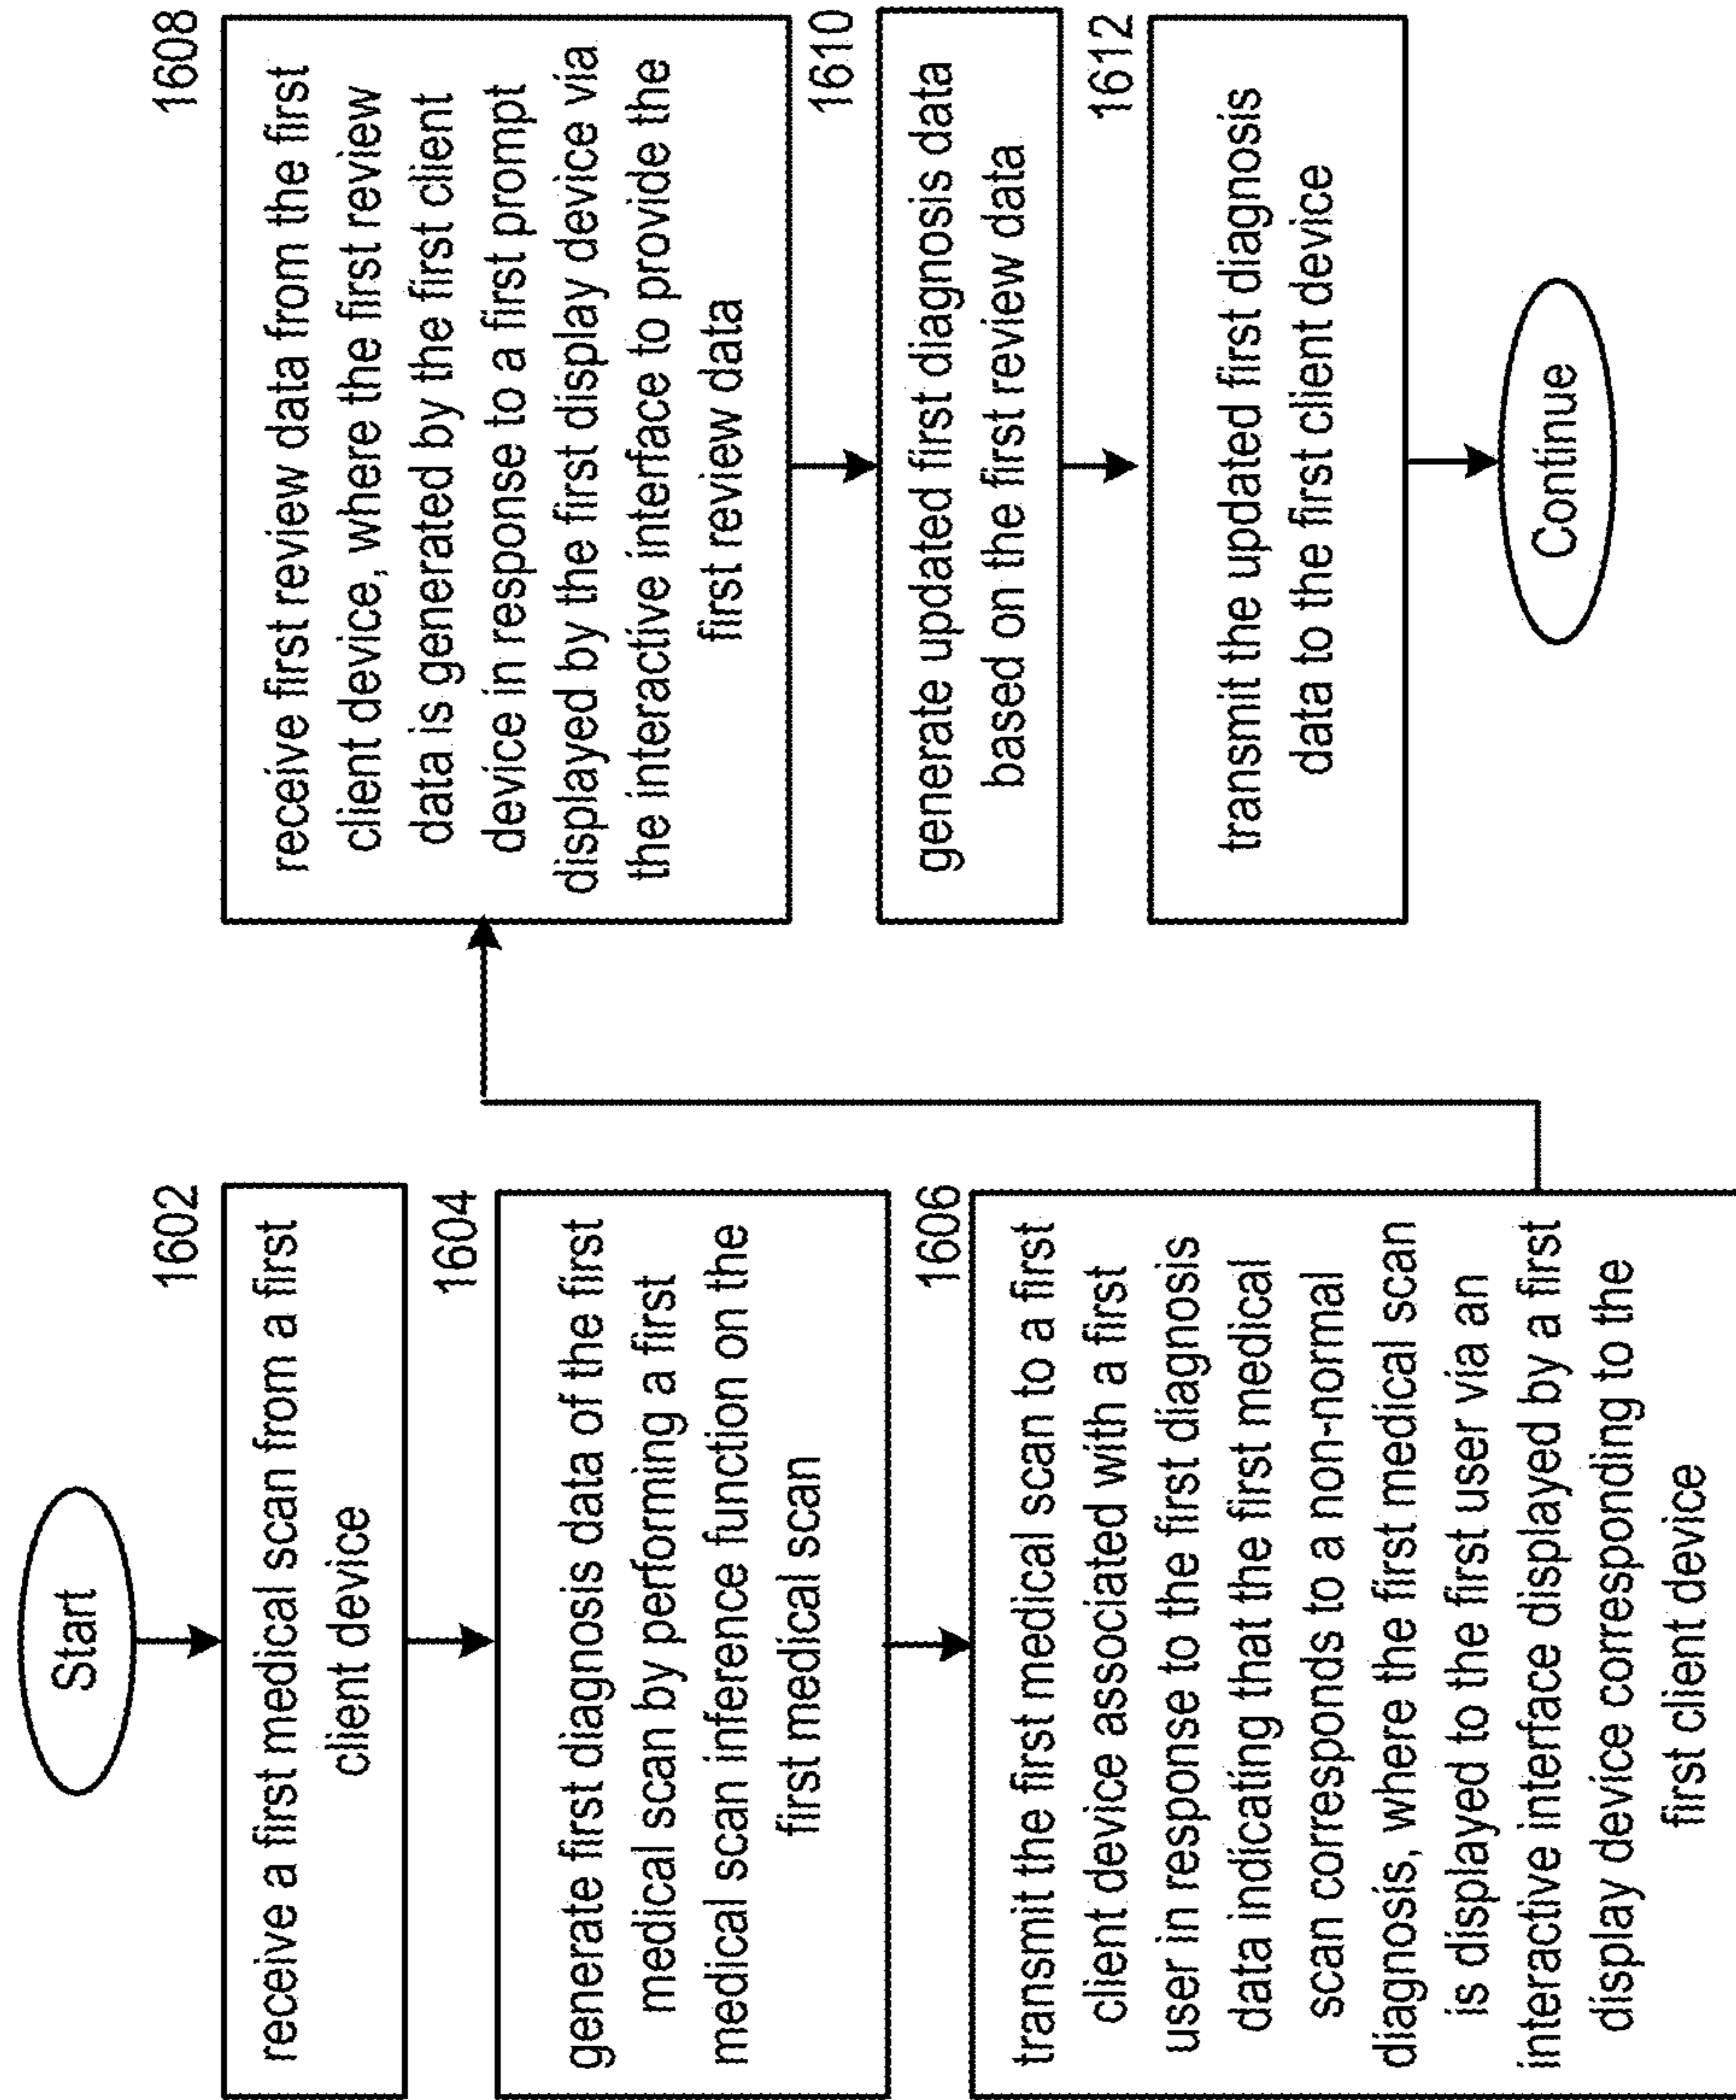 Start
1602
receive a first medical scan from a first
client device
1604
generate first diagnosis data of the first
medical scan by performing a first
medical scan inference function on the
first medical scan
1606
transmit the first medical scan to a first
client device associated with a first
user in response to the first diagnosis
data indicating that the first medical
scan corresponds to a non-normal
diagnosis, where the first medical scan
is displayed to the first user via an
interactive interface displayed by a first
display device corresponding to the
first client device
1608
receive first review data from the first
client device, where the first review
data is generated by the first client
device in response to a first prompt
displayed by the first display device via
the interactive interface to provide the
first review data
1610
generate updated first diagnosis data
based on the first review data
1612
transmit the updated first diagnosis
data to the first client device
Continue